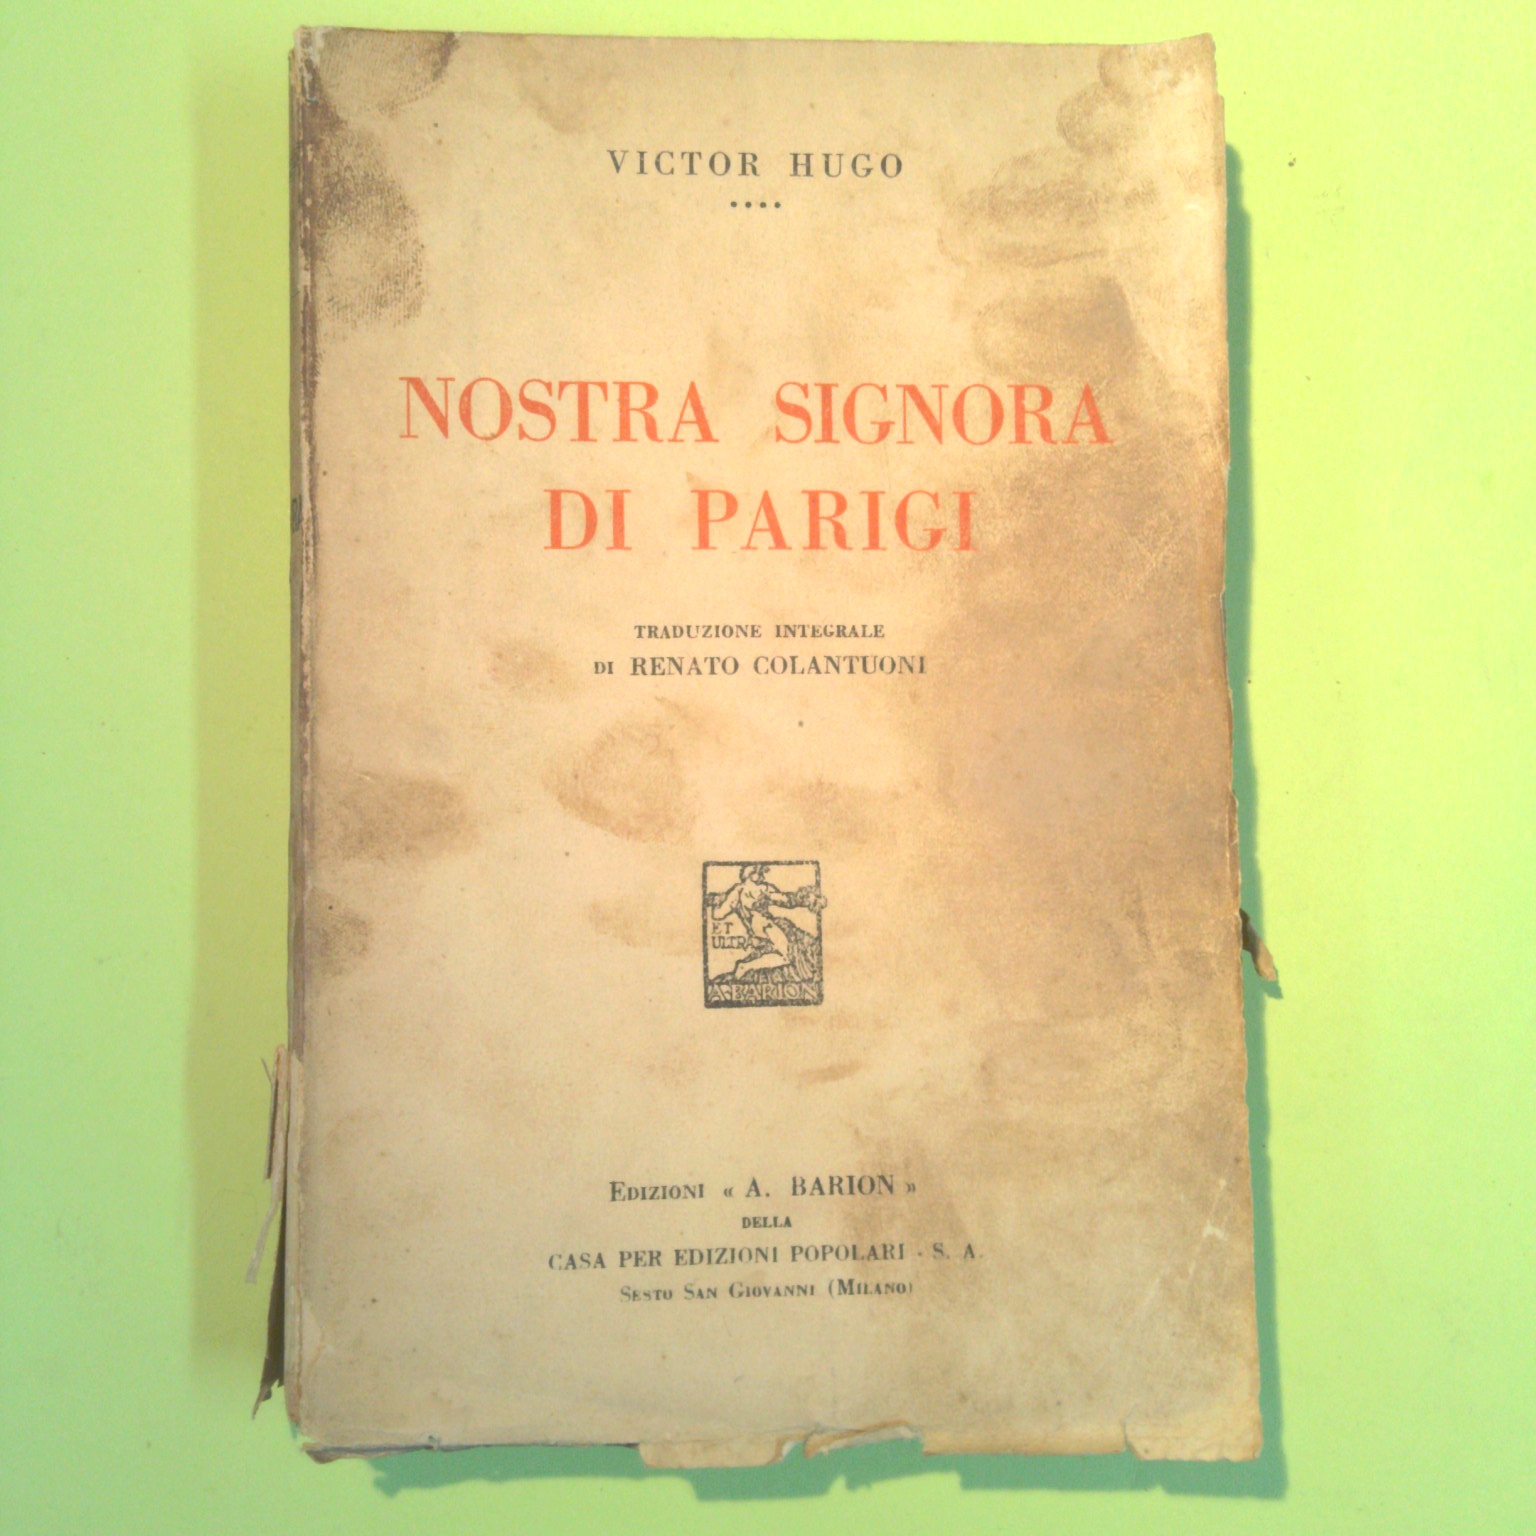 VICTOR HUGO
NOSTRA SIGNORA
DI PARIGI
TRADUZIONE INTEGRALE
DI RENATO COLANTUONI
ET
ULTRA
A·BARION
EDIZIONI « A. BARION »
DELLA
CASA PER EDIZIONI POPOLARI - S. A.
SESTO SAN GIOVANNI (MILANO)